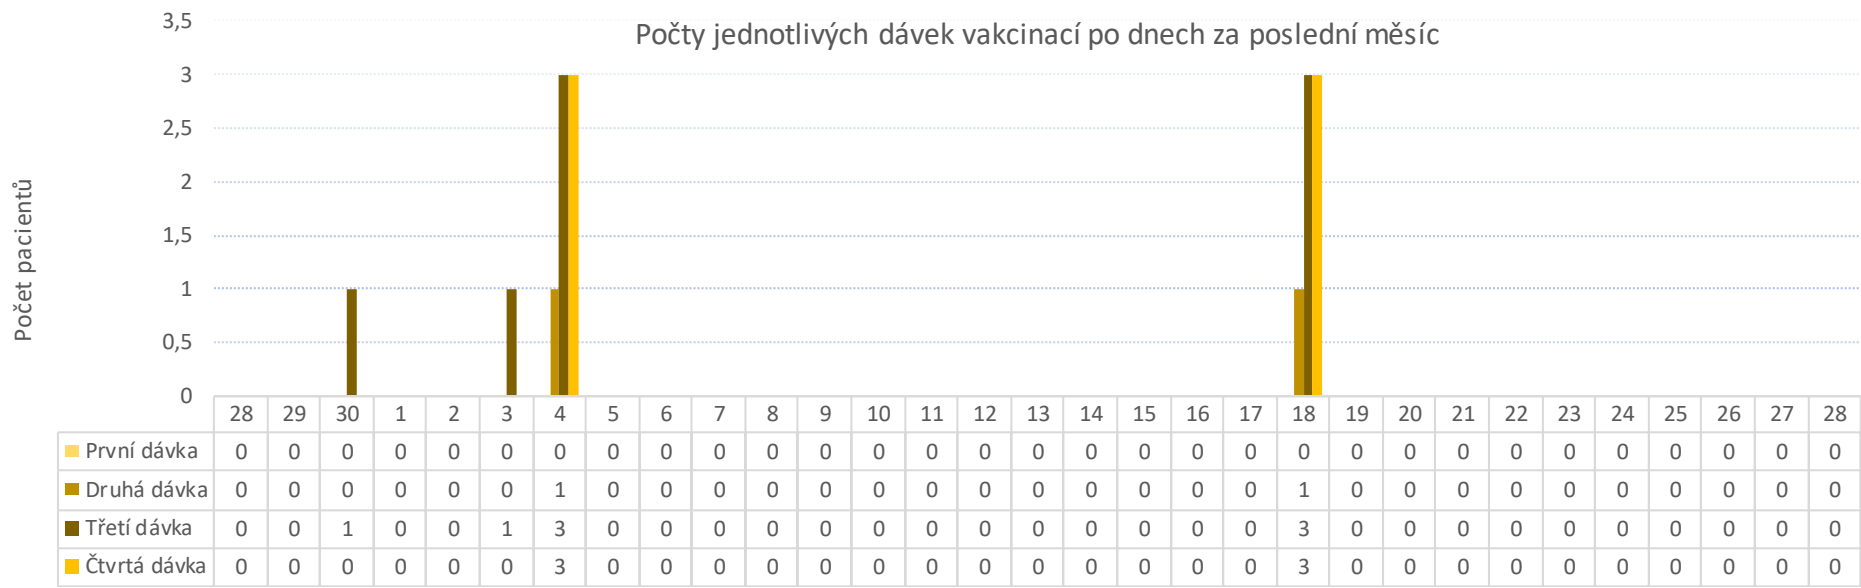 Počty jednotlivých dávek vakcinací po dnech za poslední měsíc
Počet pacientů
3,5
3
2,5
2
1,5
1
0,5
0
28 29 30 1 2 3 4 5 6 7 8 9 10 11 12 13 14 15 16 17 18 19 20 21 22 23 24 25 26 27 28
První dávka 0 0 0 0 0 0 0 0 0 0 0 0 0 0 0 0 0 0 0 0 0 0 0 0 0 0 0 0 0 0 0
Druhá dávka 0 0 0 0 0 0 1 0 0 0 0 0 0 0 0 0 0 0 0 0 1 0 0 0 0 0 0 0 0 0 0
Třetí dávka 0 0 1 0 0 1 3 0 0 0 0 0 0 0 0 0 0 0 0 0 3 0 0 0 0 0 0 0 0 0 0
Čtvrtá dávka 0 0 0 0 0 0 3 0 0 0 0 0 0 0 0 0 0 0 0 0 3 0 0 0 0 0 0 0 0 0 0